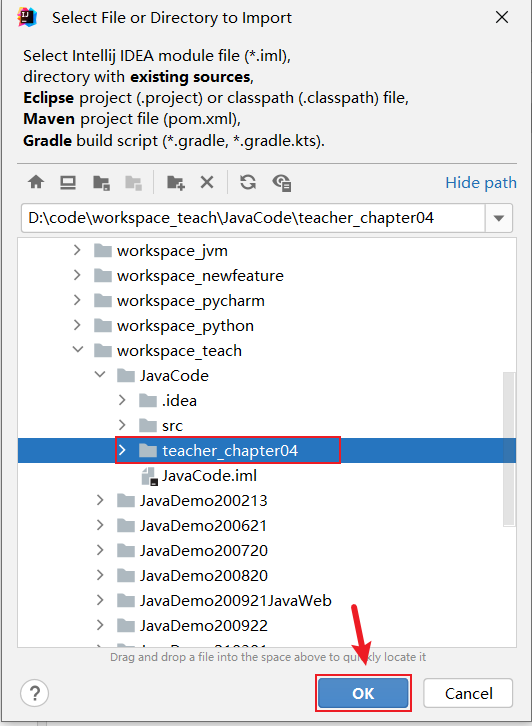 Select File or Directory to Import
Select Intellij IDEA module file (*.iml),
directory with existing sources,
Eclipse project (.project) or classpath (.classpath) file,
Maven project file (pom.xml),
Gradle build script (*.gradle, *.gradle.kts).
Hide path
D:\code\workspace_teach\JavaCode\teacher_chapter04
workspace_jvm
workspace_newfeature
workspace_pycharm
workspace_python
workspace_teach
JavaCode
.idea
src
teacher_chapter04
JavaCode.iml
JavaDemo200213
JavaDemo200621
JavaDemo200720
JavaDemo200820
JavaDemo200921JavaWeb
JavaDemo200922
Drag and drop a file into the space above to quickly locate it
?
OK
Cancel